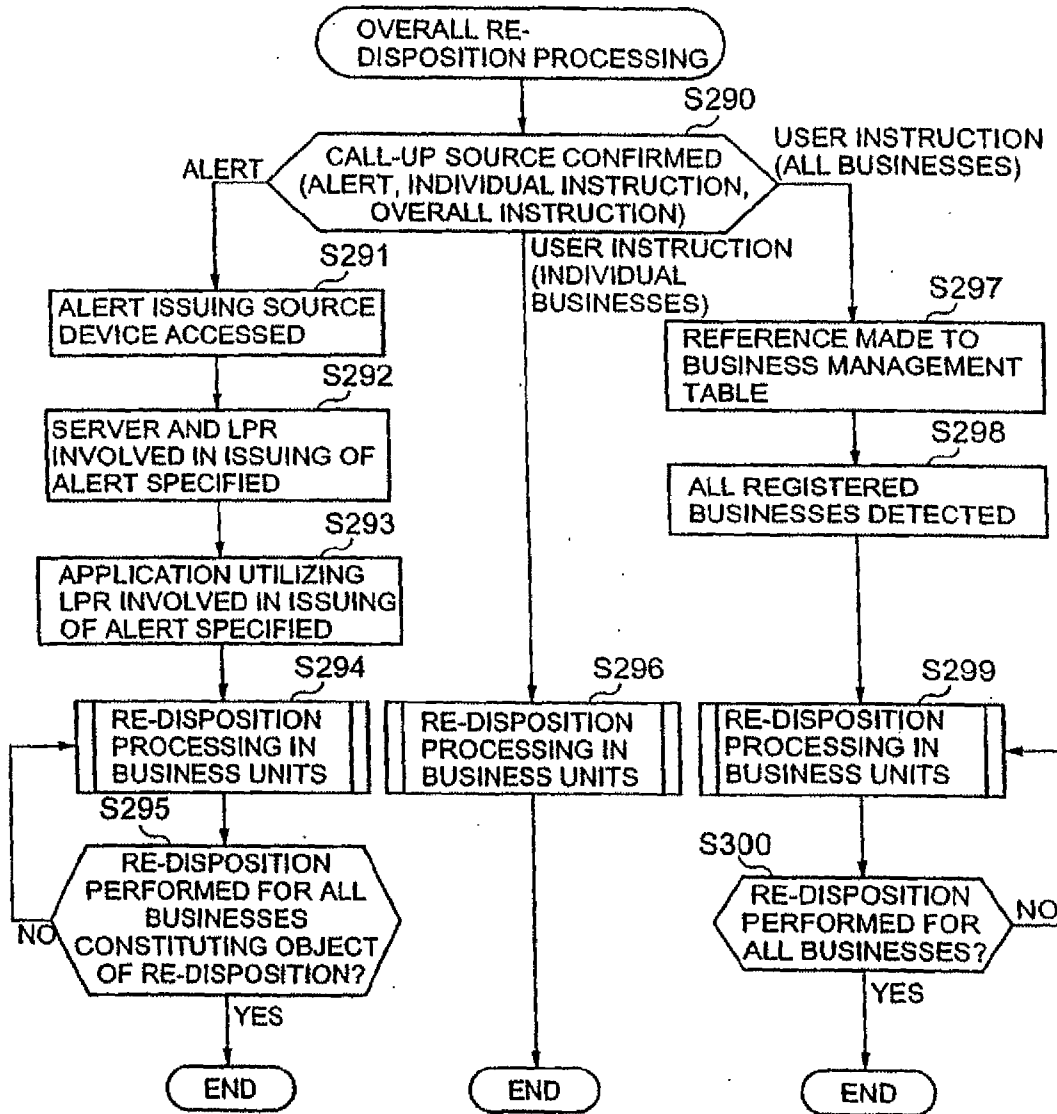 OVERALL RE-
DISPOSITION PROCESSING
S290
CALL-UP SOURCE CONFIRMED
(ALERT, INDIVIDUAL INSTRUCTION,
OVERALL INSTRUCTION)
ALERT
USER INSTRUCTION
(ALL BUSINESSES)
USER INSTRUCTION
(INDIVIDUAL
BUSINESSES)
S291
ALERT ISSUING SOURCE
DEVICE ACCESSED
S292
SERVER AND LPR
INVOLVED IN ISSUING OF
ALERT SPECIFIED
S293
APPLICATION UTILIZING
LPR INVOLVED IN ISSUING
OF ALERT SPECIFIED
S294
RE-DISPOSITION
PROCESSING IN
BUSINESS UNITS
S295
RE-DISPOSITION
PERFORMED FOR ALL
BUSINESSES
CONSTITUTING OBJECT
OF RE-DISPOSITION?
NO
YES
END
S296
RE-DISPOSITION
PROCESSING IN
BUSINESS UNITS
END
S297
REFERENCE MADE TO
BUSINESS MANAGEMENT
TABLE
S298
ALL REGISTERED
BUSINESSES DETECTED
S299
RE-DISPOSITION
PROCESSING IN
BUSINESS UNITS
S300
RE-DISPOSITION
PERFORMED FOR
ALL BUSINESSES?
NO
YES
END